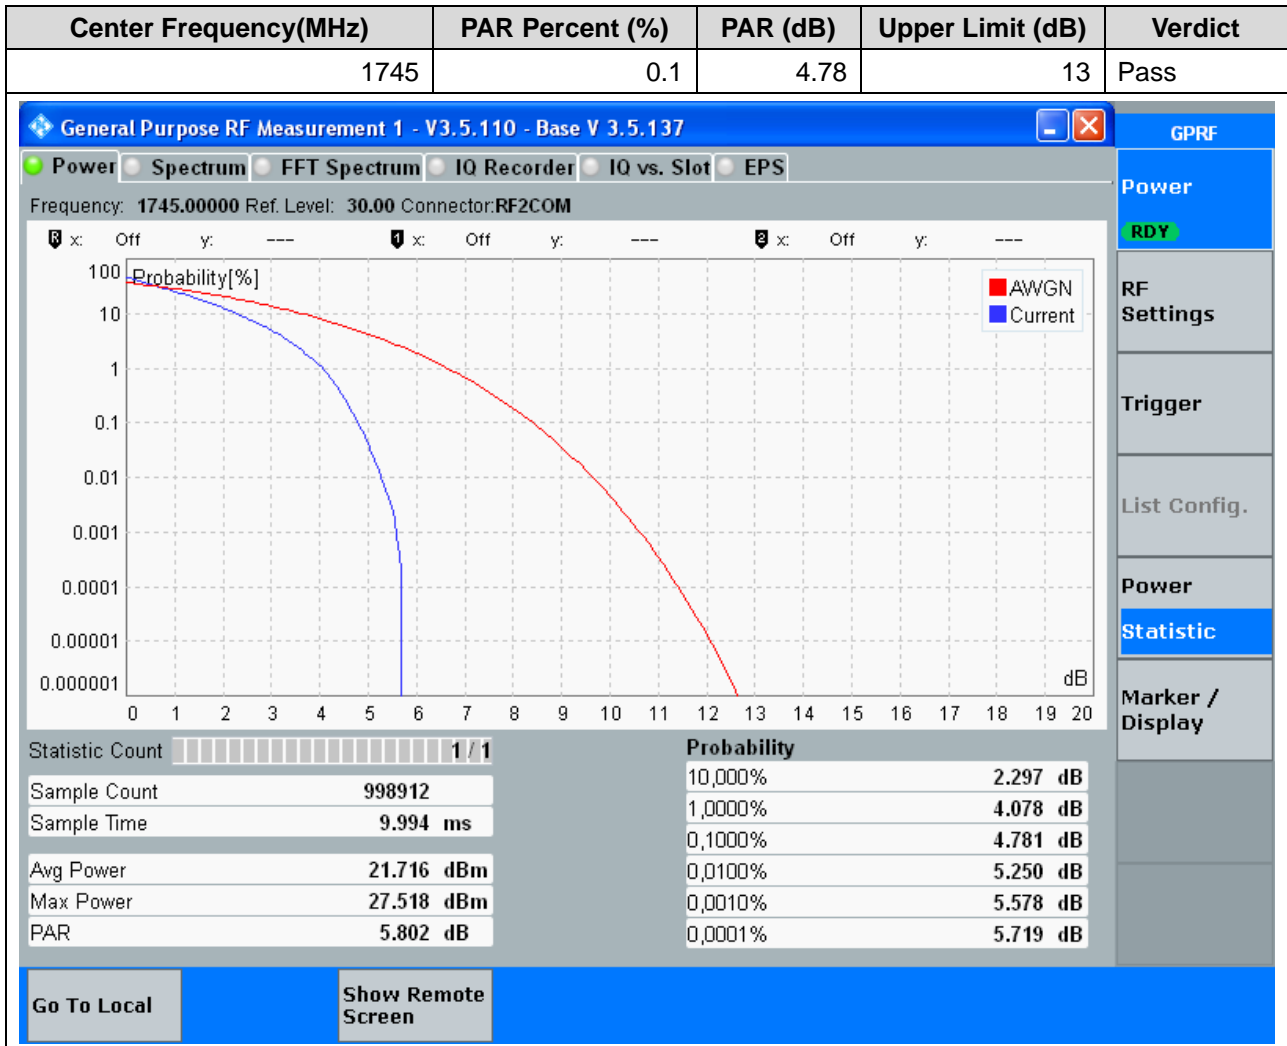 Center Frequency(MHz) PAR Percent (%) PAR (dB) Upper Limit (dB) Verdict
1745 0.1 4.78 13 Pass
General Purpose RF Measurement 1 - V3.5.110 - Base V 3.5.137
GPRF
Power Spectrum FFT Spectrum IQ Recorder IQ vs. Slot EPS
Frequency: 1745.00000 Ref. Level: 30.00 Connector:RF2COM
R x: Off y: --- 1 x: Off y: --- 2 x: Off y: ---
Probability[%]
AWGN
Current
100
10
1
0.1
0.01
0.001
0.0001
0.00001
0.000001
dB
0 1 2 3 4 5 6 7 8 9 10 11 12 13 14 15 16 17 18 19 20
Statistic Count 1 / 1
Sample Count 998912
Sample Time 9.994 ms
Avg Power 21.716 dBm
Max Power 27.518 dBm
PAR 5.802 dB
Probability
10,000% 2.297 dB
1,0000% 4.078 dB
0,1000% 4.781 dB
0,0100% 5.250 dB
0,0010% 5.578 dB
0,0001% 5.719 dB
Power
RDY
RF
Settings
Trigger
List Config.
Power
Statistic
Marker /
Display
Go To Local
Show Remote
Screen